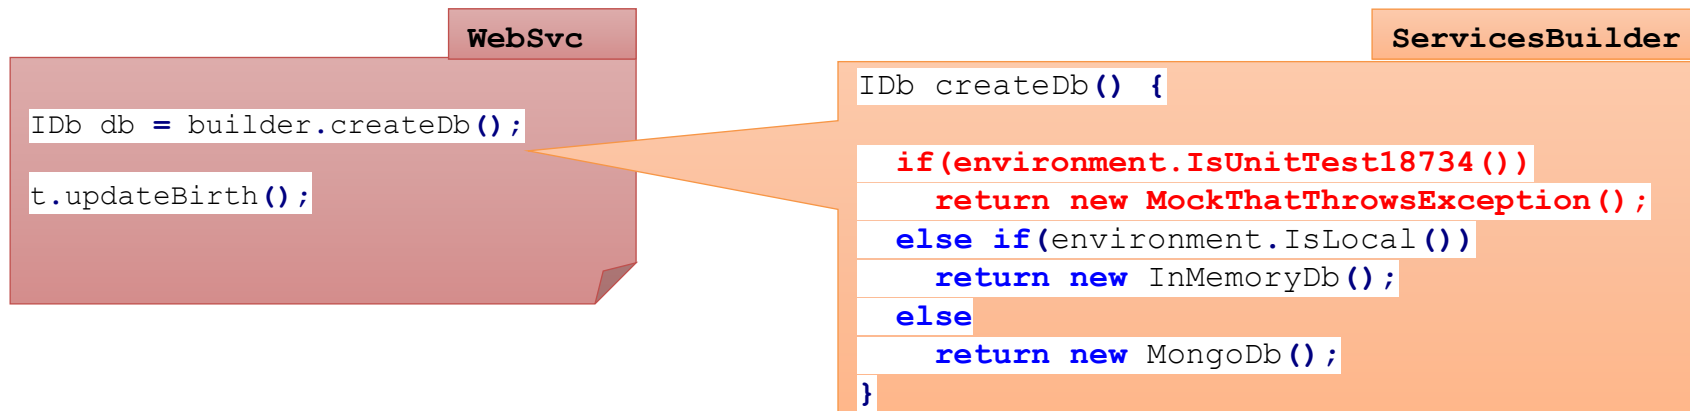 WebSvc
IDb db = builder.createDb();
t.updateBirth();
ServicesBuilder
IDb createDb() {
if(environment.IsUnitTest18734())
return new MockThatThrowsException();
else if(environment.IsLocal())
return new InMemoryDb();
else
return new MongoDb();
}